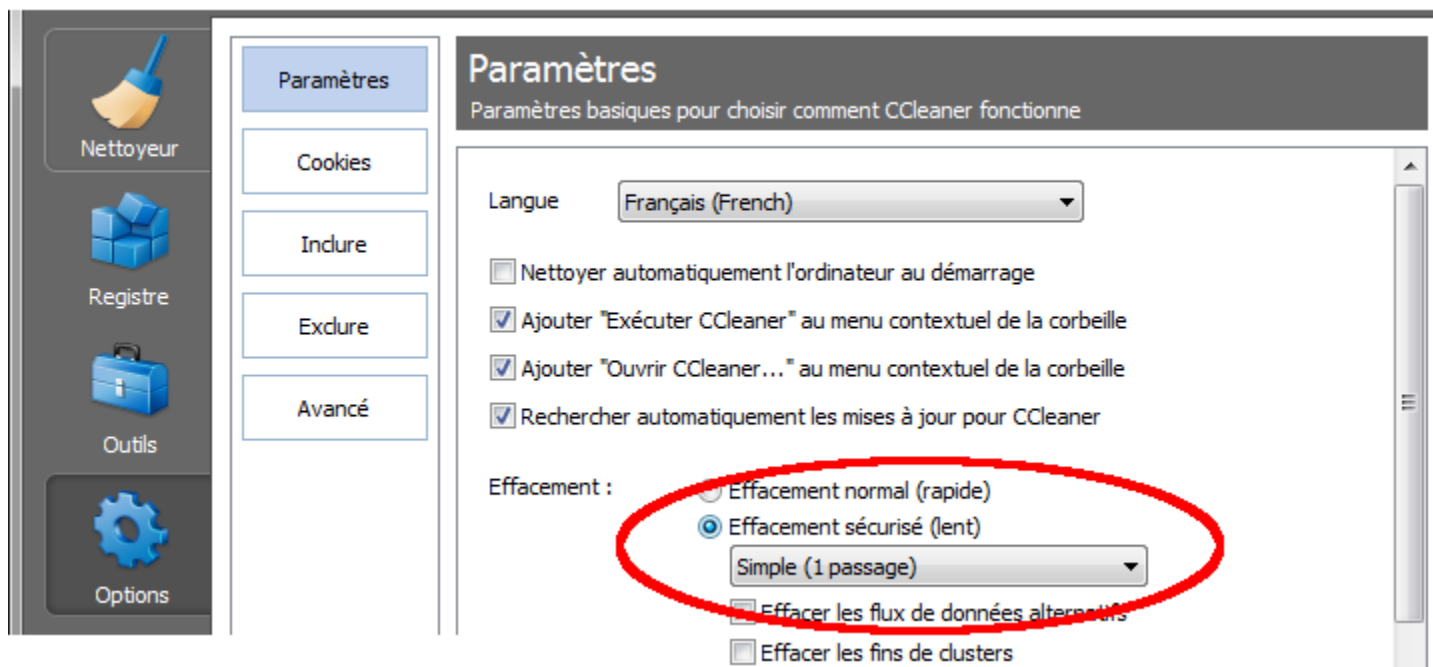 Nettoyeur
Registre
Outils
Options
Paramètres
Cookies
Inclure
Exclure
Avancé
Paramètres
Paramètres basiques pour choisir comment CCleaner fonctionne
Langue Français (French)
Nettoyer automatiquement l'ordinateur au démarrage
Ajouter "Exécuter CCleaner" au menu contextuel de la corbeille
Ajouter "Ouvrir CCleaner..." au menu contextuel de la corbeille
Rechercher automatiquement les mises à jour pour CCleaner
Effacement : Effacement normal (rapide)
Effacement sécurisé (lent)
Simple (1 passage)
Effacer les flux de données alternatifs
Effacer les fins de clusters